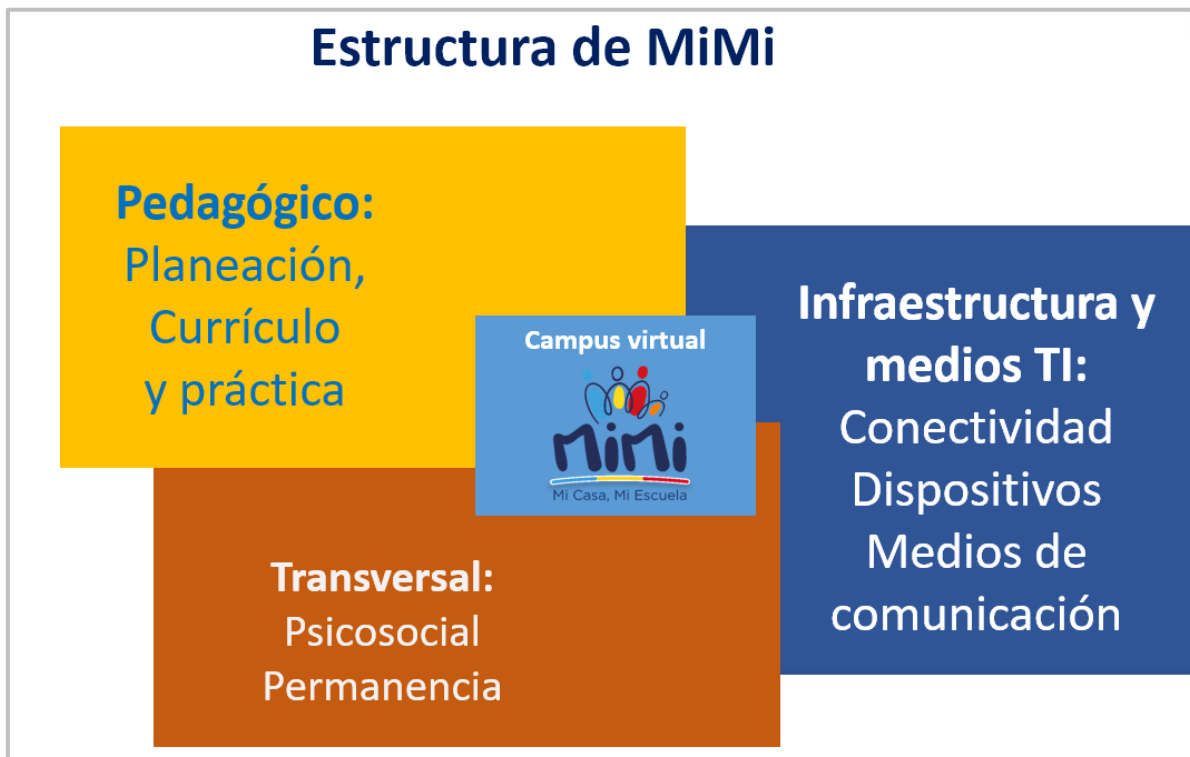 Estructura de MiMi
Pedagógico:
Planeación,
Currículo
y práctica
Campus virtual
MiMi
Mi Casa, Mi Escuela
Infraestructura y
medios TI:
Conectividad
Dispositivos
Medios de
comunicación
Transversal:
Psicosocial
Permanencia